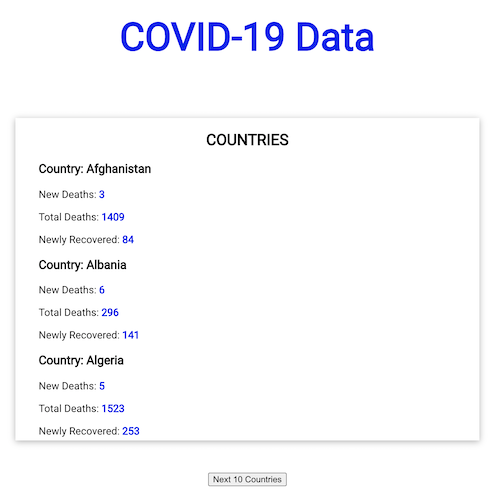 COVID-19 Data
COUNTRIES
Country: Afghanistan
New Deaths: 3
Total Deaths: 1409
Newly Recovered: 84
Country: Albania
New Deaths: 6
Total Deaths: 296
Newly Recovered: 141
Country: Algeria
New Deaths: 5
Total Deaths: 1523
Newly Recovered: 253
Next 10 Countries